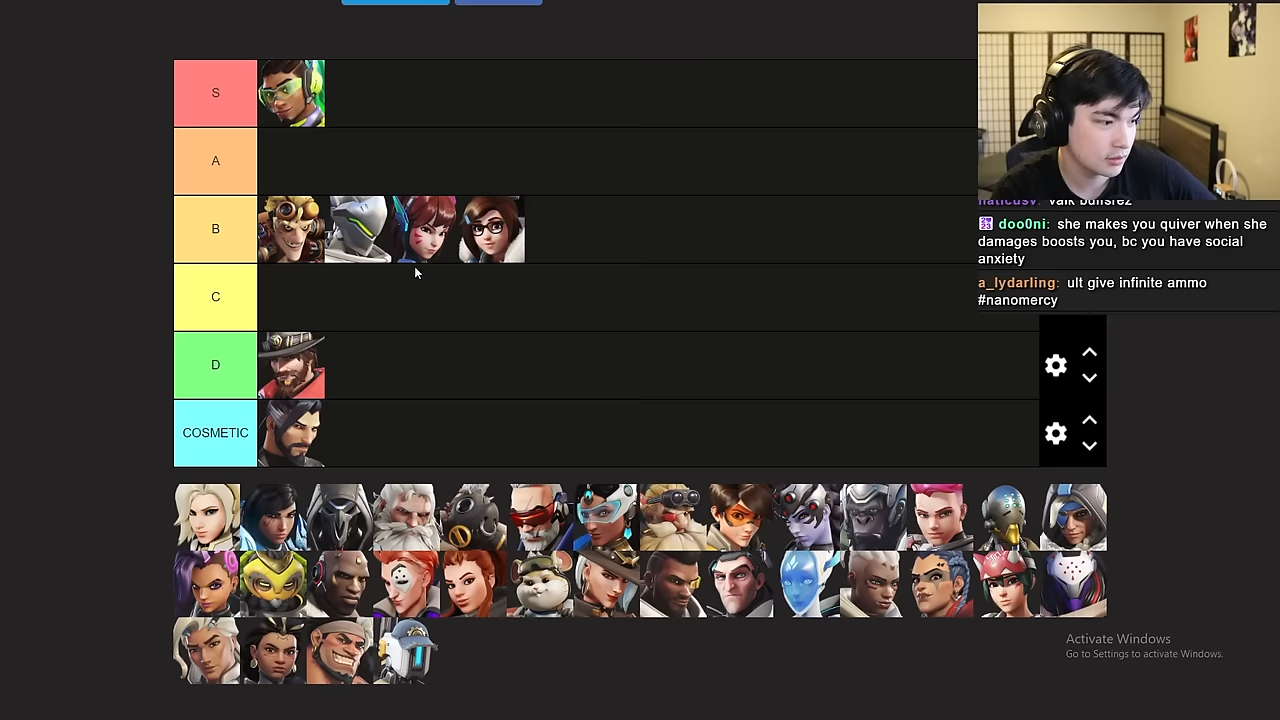 S
A
B
C
D
COSMETIC
doo0ni: she makes you quiver when she
damages boosts you, bc you have social
anxiety
a_lydarling: ult give infinite ammo
#nanomercy
Activate Windows
Go to Settings to activate Windows.